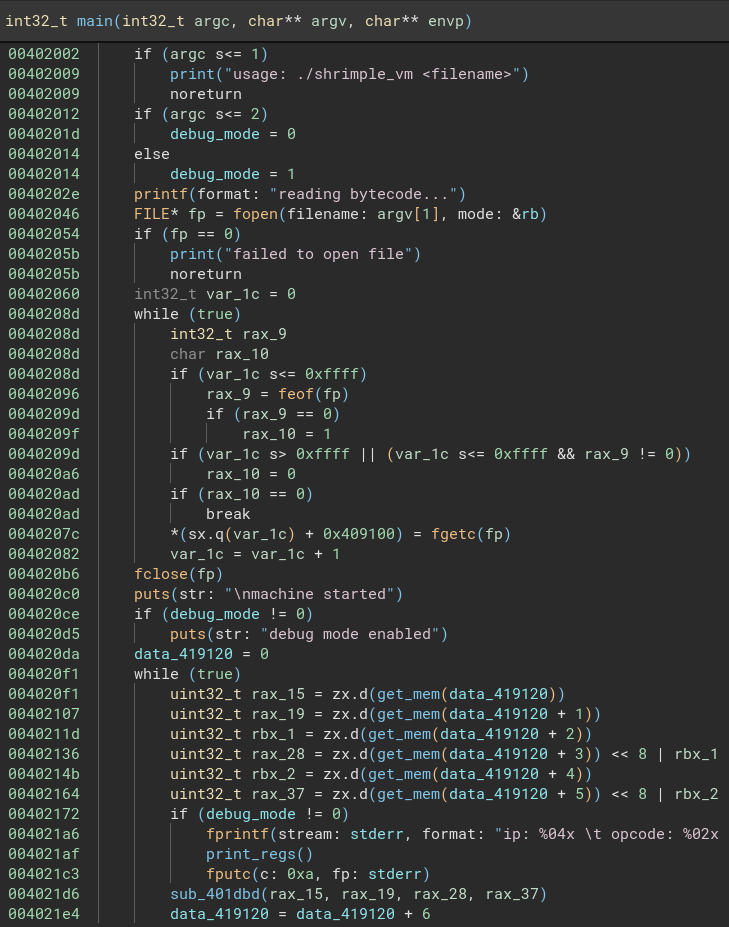 int32_t main(int32_t argc, char** argv, char** envp)
00402002 if (argc s<= 1)
00402009 print("usage: ./shrimple_vm <filename>")
00402009 noreturn
00402012 if (argc s<= 2)
0040201d debug_mode = 0
00402014 else
00402014 debug_mode = 1
0040202e printf(format: "reading bytecode...")
00402046 FILE* fp = fopen(filename: argv[1], mode: &rb)
00402054 if (fp == 0)
0040205b print("failed to open file")
0040205b noreturn
00402060 int32_t var_1c = 0
0040208d while (true)
0040208d int32_t rax_9
0040208d char rax_10
0040208d if (var_1c s<= 0xffff)
00402096 rax_9 = feof(fp)
0040209d if (rax_9 == 0)
0040209f rax_10 = 1
0040209d if (var_1c s> 0xffff || (var_1c s<= 0xffff && rax_9 != 0))
004020a6 rax_10 = 0
004020ad if (rax_10 == 0)
004020ad break
0040207c *(sx.q(var_1c) + 0x409100) = fgetc(fp)
00402082 var_1c = var_1c + 1
004020b6 fclose(fp)
004020c0 puts(str: "\nmachine started")
004020ce if (debug_mode != 0)
004020d5 puts(str: "debug mode enabled")
004020da data_419120 = 0
004020f1 while (true)
004020f1 uint32_t rax_15 = zx.d(get_mem(data_419120))
00402107 uint32_t rax_19 = zx.d(get_mem(data_419120 + 1))
0040211d uint32_t rbx_1 = zx.d(get_mem(data_419120 + 2))
00402136 uint32_t rax_28 = zx.d(get_mem(data_419120 + 3)) << 8 | rbx_1
0040214b uint32_t rbx_2 = zx.d(get_mem(data_419120 + 4))
00402164 uint32_t rax_37 = zx.d(get_mem(data_419120 + 5)) << 8 | rbx_2
00402172 if (debug_mode != 0)
004021a6 fprintf(stream: stderr, format: "ip: %04x \t opcode: %02x
004021af print_regs()
004021c3 fputc(c: 0xa, fp: stderr)
004021d6 sub_401dbd(rax_15, rax_19, rax_28, rax_37)
004021e4 data_419120 = data_419120 + 6